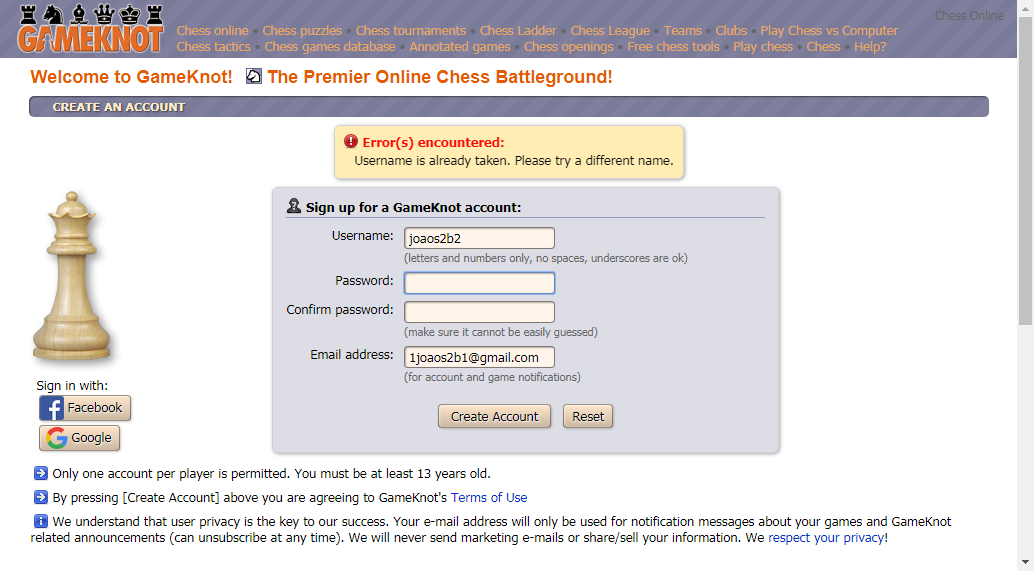 GAMEKNOT
Chess online • Chess puzzles • Chess tournaments • Chess Ladder • Chess League • Teams • Clubs • Play Chess vs Computer
Chess Online
Chess tactics • Chess games database • Annotated games • Chess openings • Free chess tools • Play chess • Chess • Help?
Welcome to GameKnot! The Premier Online Chess Battleground!
CREATE AN ACCOUNT
Error(s) encountered:
Username is already taken. Please try a different name.
Sign up for a GameKnot account:
Username: joaos2b2
(letters and numbers only, no spaces, underscores are ok)
Password:
Confirm password:
(make sure it cannot be easily guessed)
Email address: 1joaos2b1@gmail.com
(for account and game notifications)
Create Account Reset
Sign in with:
Facebook
Google
Only one account per player is permitted. You must be at least 13 years old.
By pressing [Create Account] above you are agreeing to GameKnot's Terms of Use
We understand that user privacy is the key to our success. Your e-mail address will only be used for notification messages about your games and GameKnot
related announcements (can unsubscribe at any time). We will never send marketing e-mails or share/sell your information. We respect your privacy!